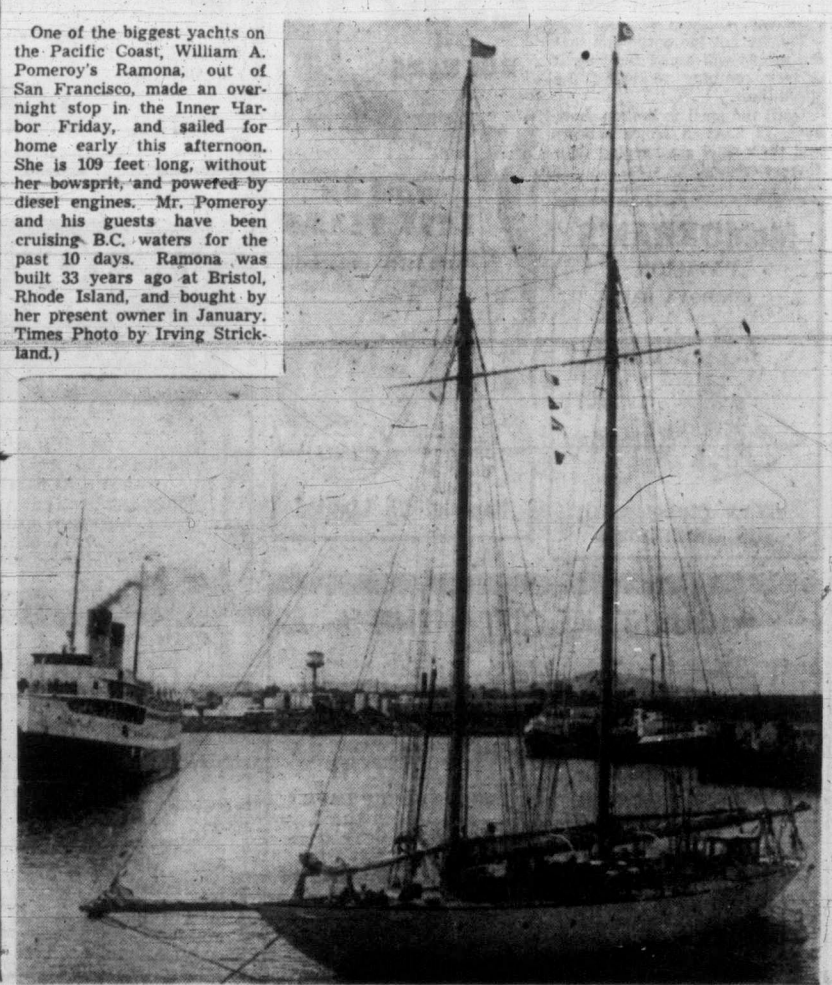 One of the biggest yachts on
the Pacific Coast, William A.
Pomeroy's Ramona, out of
San Francisco, made an over-
night stop in the Inner Har-
bor Friday, and sailed for
home early this afternoon.
She is 109 feet long, without
her bowsprit, and powered by
diesel engines. Mr. Pomeroy
and his guests have been
cruising B.C. waters for the
past 10 days. Ramona was
built 33 years ago at Bristol,
Rhode Island, and bought by
her present owner in January.
Times Photo by Irving Strick-
land.)